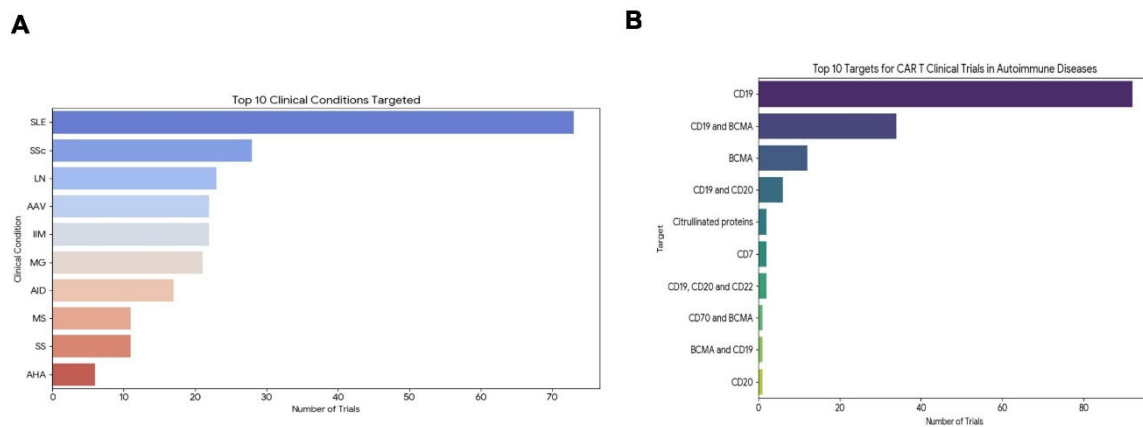 A
Top 10 Clinical Conditions Targeted
Clinical Condition
SLE
SSc
LN
AAV
IIM
MG
AID
MS
SS
AHA
0 10 20 30 40 50 60 70
Number of Trials
B
Top 10 Targets for CAR T Clinical Trials in Autoimmune Diseases
Target
CD19
CD19 and BCMA
BCMA
CD19 and CD20
Citrullinated proteins
CD7
CD19, CD20 and CD22
CD70 and BCMA
BCMA and CD19
CD20
0 20 40 60 80
Number of Trials